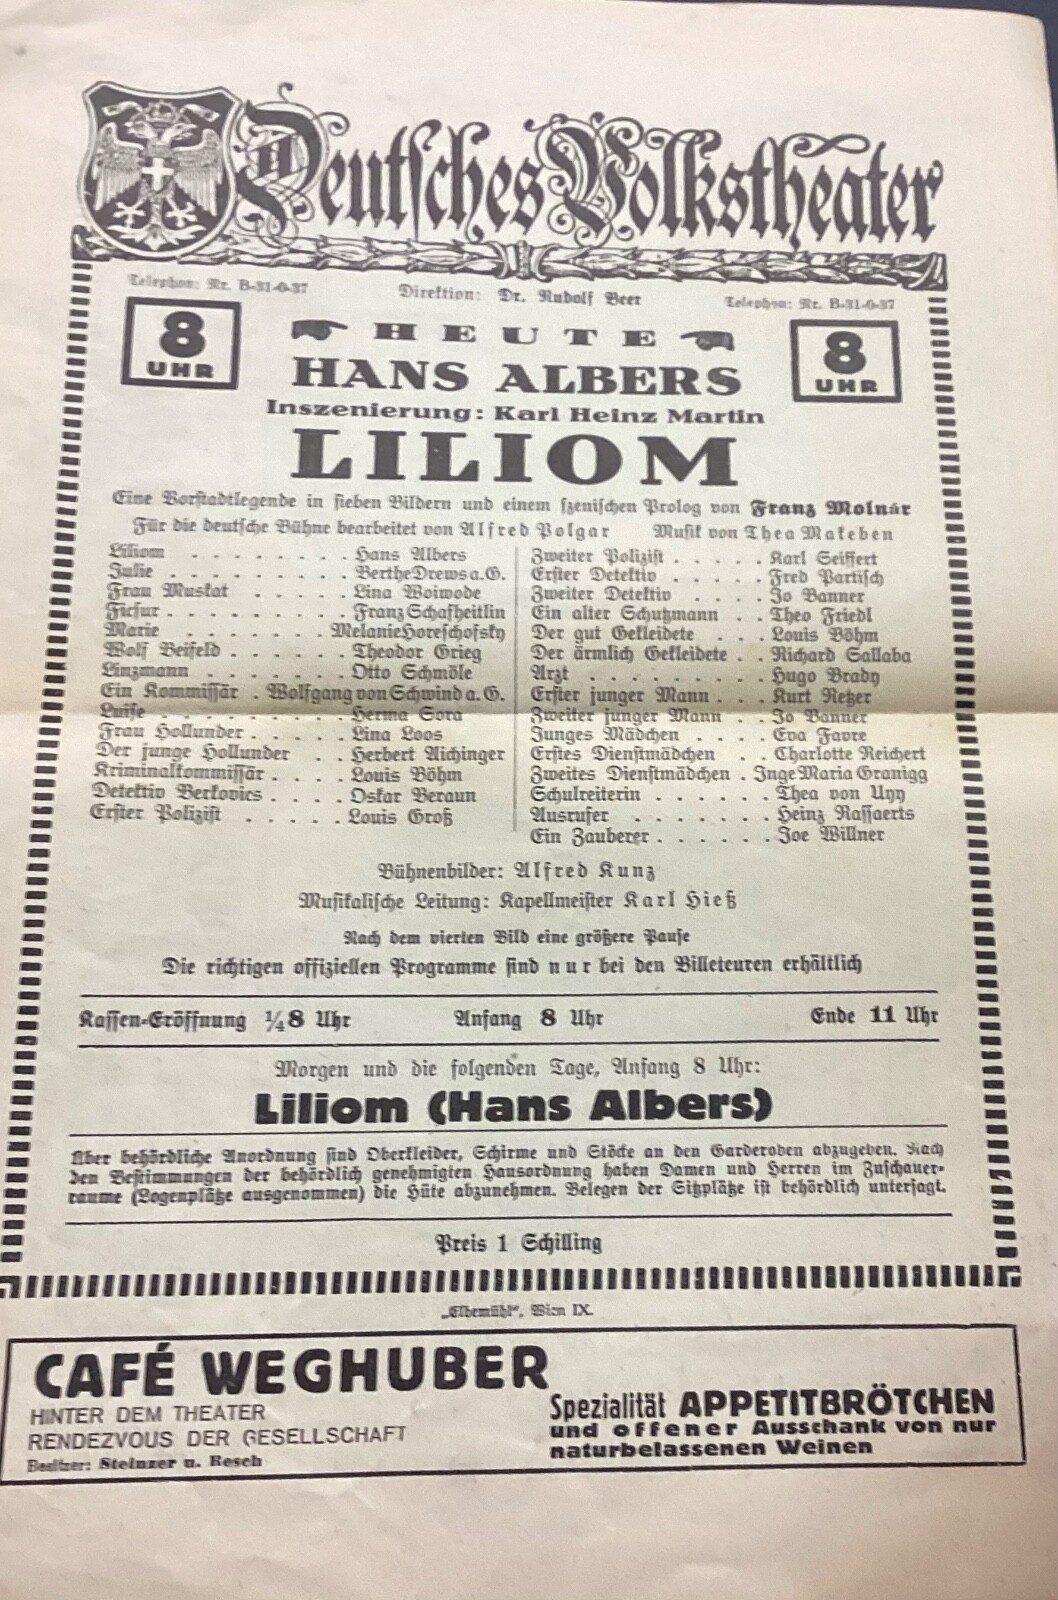 Deutsches Volkstheater
Telephon: Nr. B-31-0-37 Direktion: Dr. Rudolf Beer Telephon: Nr. B-31-0-37
8 UHR
HEUTE
8 UHR
HANS ALBERS
Inszenierung: Karl Heinz Martin
LILIOM
Eine Vorstadtlegende in sieben Bildern und einem szenischen Prolog von Franz Molnár
Für die deutsche Bühne bearbeitet von Alfred Polgar Musik von Theo Makeben
Liliom . . . . . . . . Hans Albers
Julie . . . . . . . . . Berthe Drews a. G.
Frau Muskat . . . . . Lina Woiwode
Ficsur . . . . . . . . . Franz Schafheitlin
Marie . . . . . . . Melanie Horeschofsky
Wolf Beifeld . . . . . . Theodor Grieg
Linzmann . . . . . . . Otto Schmöle
Ein Kommissär . Wolfgang von Schwind a. G.
Luise . . . . . . . . . Herma Sora
Frau Hollunder . . . . . Lina Loos
Der junge Hollunder . . Herbert Aichinger
Kriminalkommissär . . . . Louis Böhm
Detektiv Berkovics . . . . Oskar Beraun
Erster Polizist . . . . . Louis Groß
Zweiter Polizist . . . . . Karl Seiffert
Erster Detektiv . . . . . Fred Partisch
Zweiter Detektiv . . . . Jo Banner
Ein alter Schutzmann . . Theo Friedl
Der gut Gekleidete . . . Louis Böhm
Der ärmlich Gekleidete . . Richard Sallaba
Arzt . . . . . . . . . Hugo Brady
Erster junger Mann . . . Kurt Retzer
Zweiter junger Mann . . Jo Banner
Junges Mädchen . . . . Eva Favre
Erstes Dienstmädchen . . Charlotte Reichert
Zweites Dienstmädchen . Inge Maria Granigg
Schulreiterin . . . . . . Thea von Uyy
Ausrufer . . . . . . . Heinz Rassaerts
Ein Zauberer . . . . . . Joe Willner
Bühnenbilder: Alfred Kunz
Musikalische Leitung: Kapellmeister Karl Hieß
Nach dem vierten Bild eine größere Pause
Die richtigen offiziellen Programme sind nur bei den Billeteuren erhältlich
Kassen-Eröffnung ¼8 Uhr Anfang 8 Uhr Ende 11 Uhr
Morgen und die folgenden Tage, Anfang 8 Uhr:
Liliom (Hans Albers)
Über behördliche Anordnung sind Oberkleider, Schirme und Stöcke an den Garderoben abzugeben. Nach
den Bestimmungen der behördlich genehmigten Hausordnung haben Damen und Herren im Zuschauer-
raume (Logenplätze ausgenommen) die Hüte abzunehmen. Belegen der Sitzplätze ist behördlich untersagt.
Preis 1 Schilling
„Elbemühl", Wien IX.
CAFÉ WEGHUBER
HINTER DEM THEATER
RENDEZVOUS DER GESELLSCHAFT
Besitzer: Steinzer u. Resch
Spezialität APPETITBRÖTCHEN
und offener Ausschank von nur
naturbelassenen Weinen